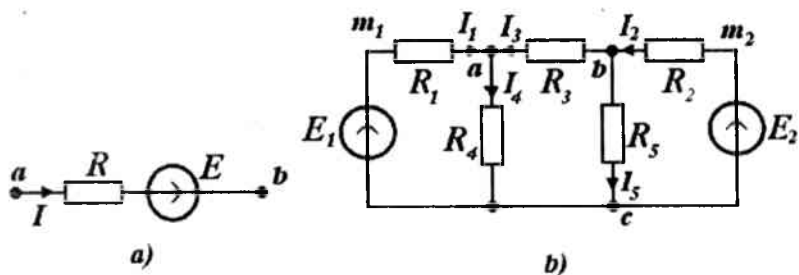 m₁ I₁ I₃ I₂ m₂
a b
R₁ I₄ R₃ R₂
E₁ R₄ R₅ E₂
a R E b
I I₅
c
a) b)